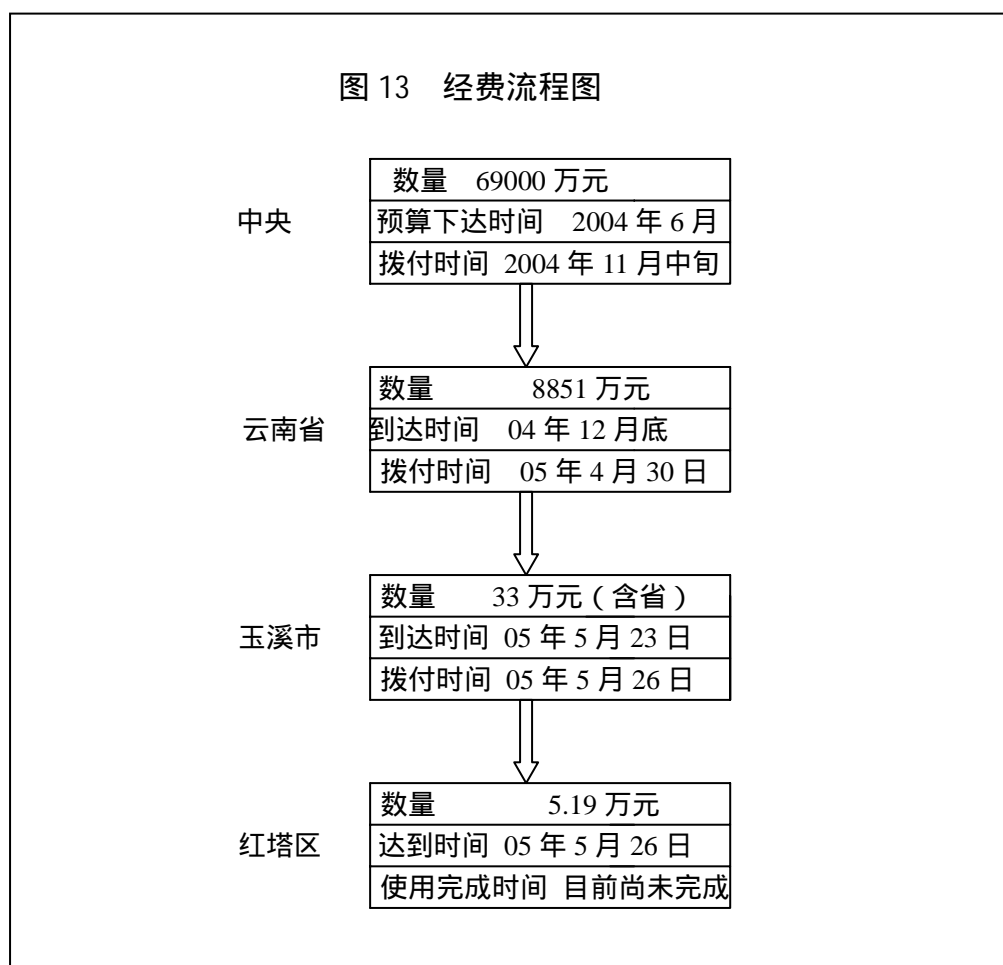 图 13 经费流程图
数量 69000 万元
中央 预算下达时间 2004 年 6 月
拨付时间 2004 年 11 月中旬
数量 8851 万元
云南省 到达时间 04 年 12 月底
拨付时间 05 年 4 月 30 日
数量 33 万元（含省）
玉溪市 到达时间 05 年 5 月 23 日
拨付时间 05 年 5 月 26 日
数量 5.19 万元
红塔区 达到时间 05 年 5 月 26 日
使用完成时间 目前尚未完成